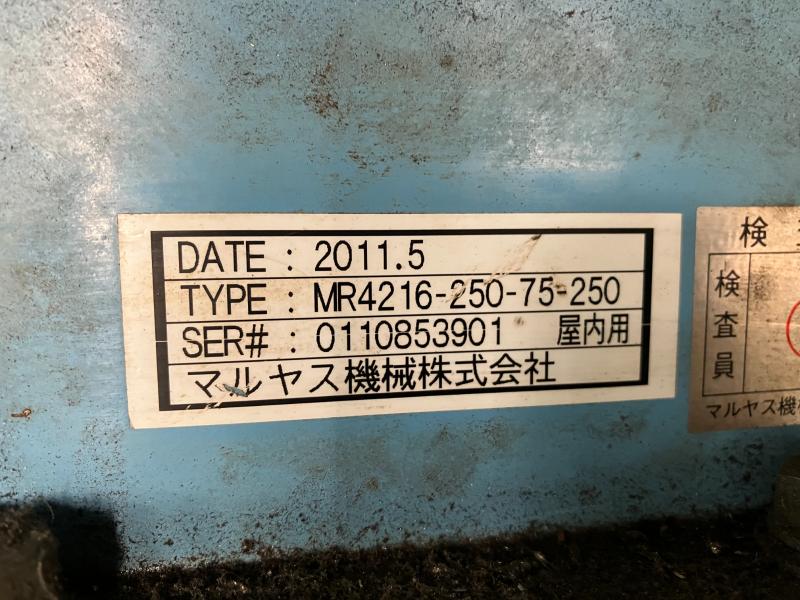 DATE : 2011.5
TYPE : MR4216-250-75-250
SER# : 0110853901 屋内用
マルヤス機械株式会社
検
検査員
マルヤス機